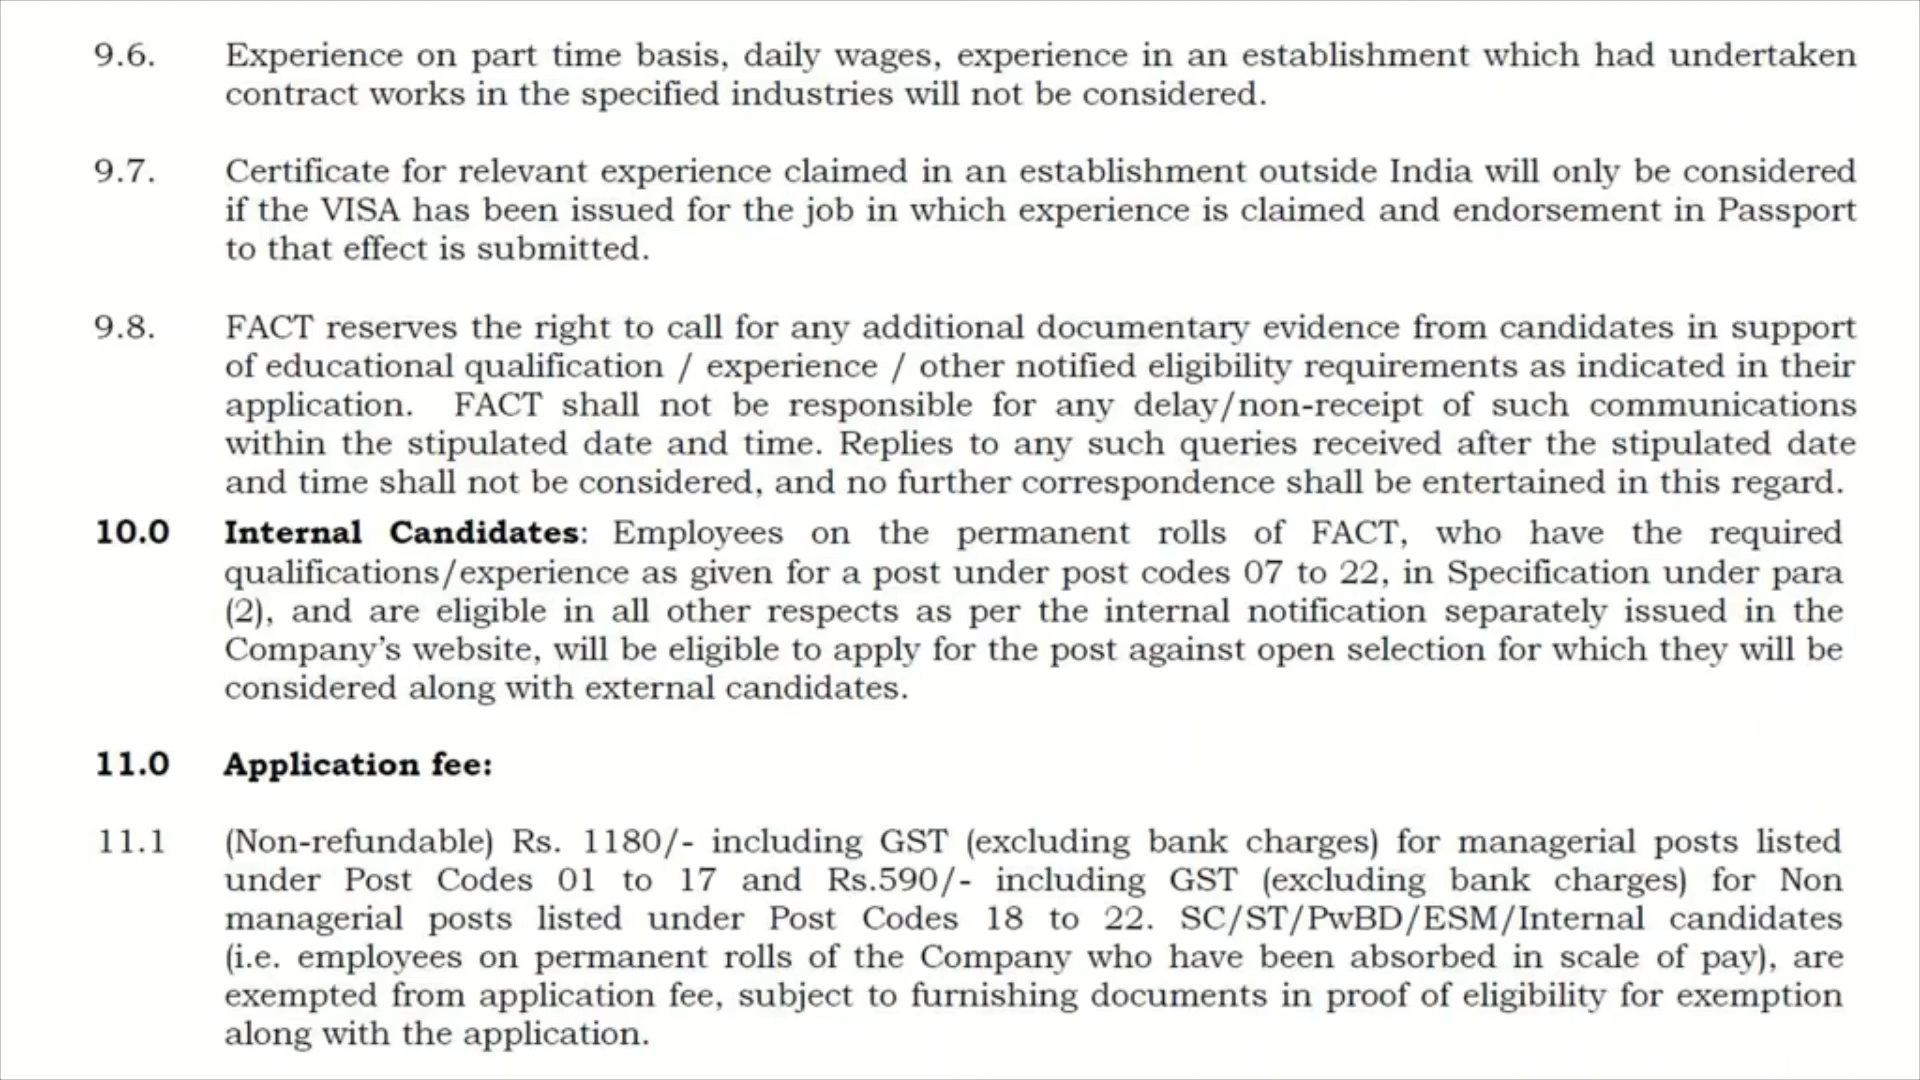 9.6. Experience on part time basis, daily wages, experience in an establishment which had undertaken
contract works in the specified industries will not be considered.
9.7. Certificate for relevant experience claimed in an establishment outside India will only be considered
if the VISA has been issued for the job in which experience is claimed and endorsement in Passport
to that effect is submitted.
9.8. FACT reserves the right to call for any additional documentary evidence from candidates in support
of educational qualification / experience / other notified eligibility requirements as indicated in their
application. FACT shall not be responsible for any delay/non-receipt of such communications
within the stipulated date and time. Replies to any such queries received after the stipulated date
and time shall not be considered, and no further correspondence shall be entertained in this regard.
10.0 Internal Candidates: Employees on the permanent rolls of FACT, who have the required
qualifications/experience as given for a post under post codes 07 to 22, in Specification under para
(2), and are eligible in all other respects as per the internal notification separately issued in the
Company’s website, will be eligible to apply for the post against open selection for which they will be
considered along with external candidates.
11.0 Application fee:
11.1 (Non-refundable) Rs. 1180/- including GST (excluding bank charges) for managerial posts listed
under Post Codes 01 to 17 and Rs.590/- including GST (excluding bank charges) for Non
managerial posts listed under Post Codes 18 to 22. SC/ST/PwBD/ESM/Internal candidates
(i.e. employees on permanent rolls of the Company who have been absorbed in scale of pay), are
exempted from application fee, subject to furnishing documents in proof of eligibility for exemption
along with the application.